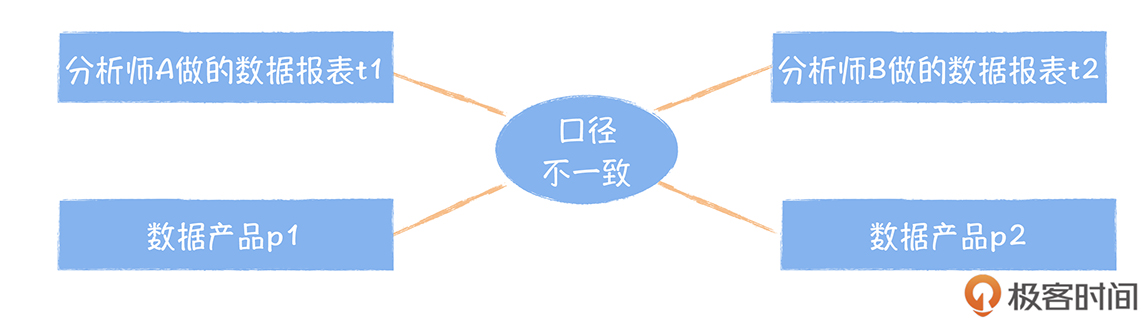 分析师A做的数据报表t1
分析师B做的数据报表t2
口径
不一致
数据产品p1
数据产品p2
极客时间